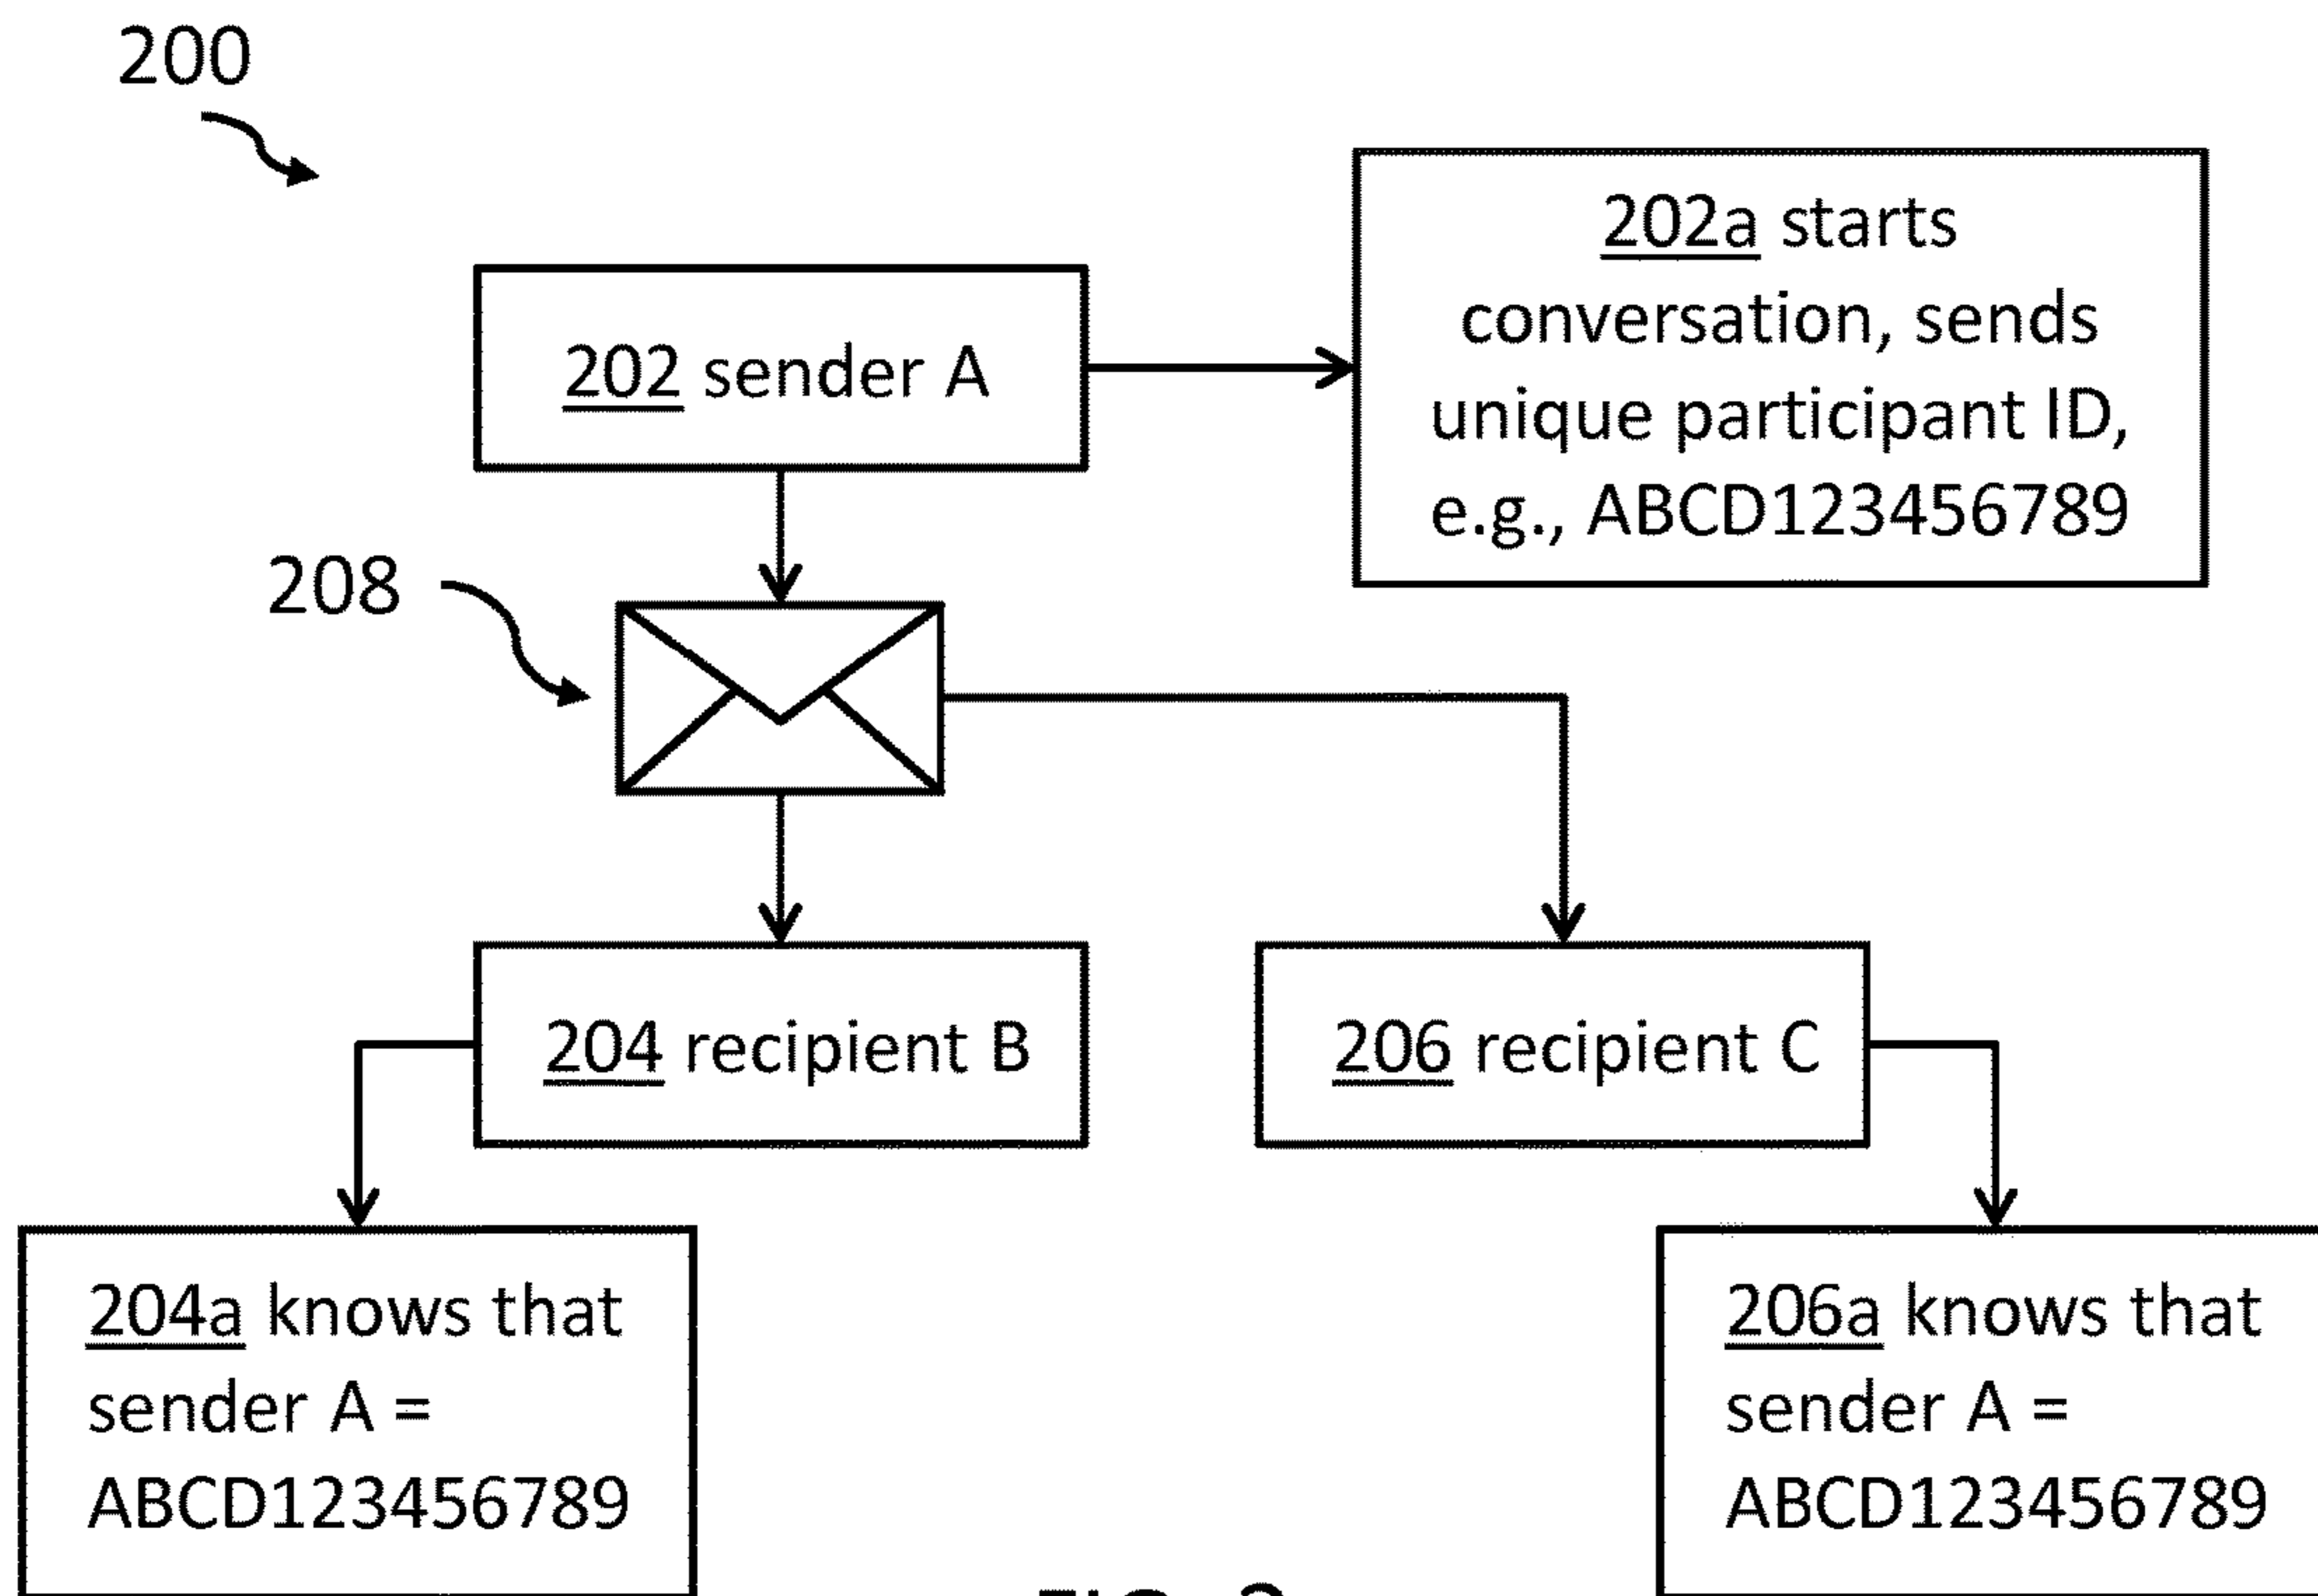 200
202a starts
conversation, sends
unique participant ID,
e.g., ABCD123456789
202 sender A
208
204 recipient B
206 recipient C
204a knows that
sender A =
ABCD123456789
206a knows that
sender A =
ABCD123456789